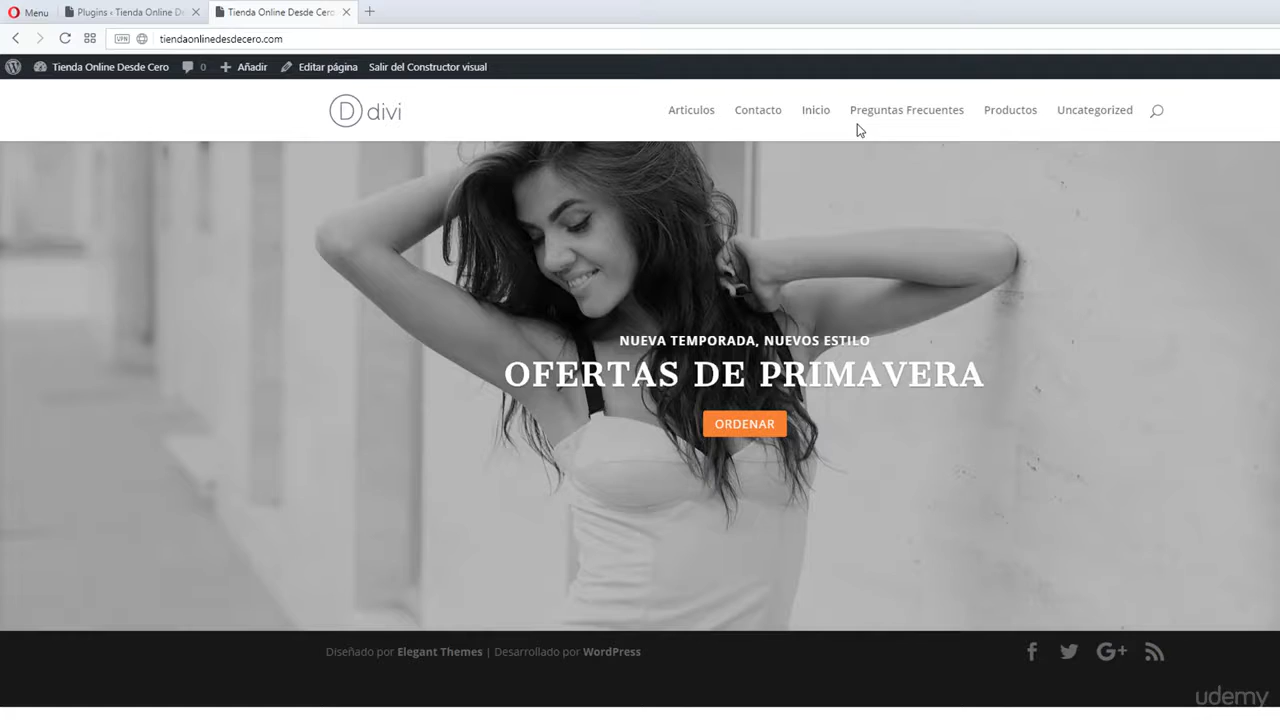 Menu
Plugins ‹ Tienda Online De
Tienda Online Desde Cero
VPN
tiendaonlinedesdecero.com
Tienda Online Desde Cero 0 Añadir Editar página Salir del Constructor visual
D divi
Articulos Contacto Inicio Preguntas Frecuentes Productos Uncategorized
NUEVA TEMPORADA, NUEVOS ESTILO
OFERTAS DE PRIMAVERA
ORDENAR
Diseñado por Elegant Themes | Desarrollado por WordPress
udemy